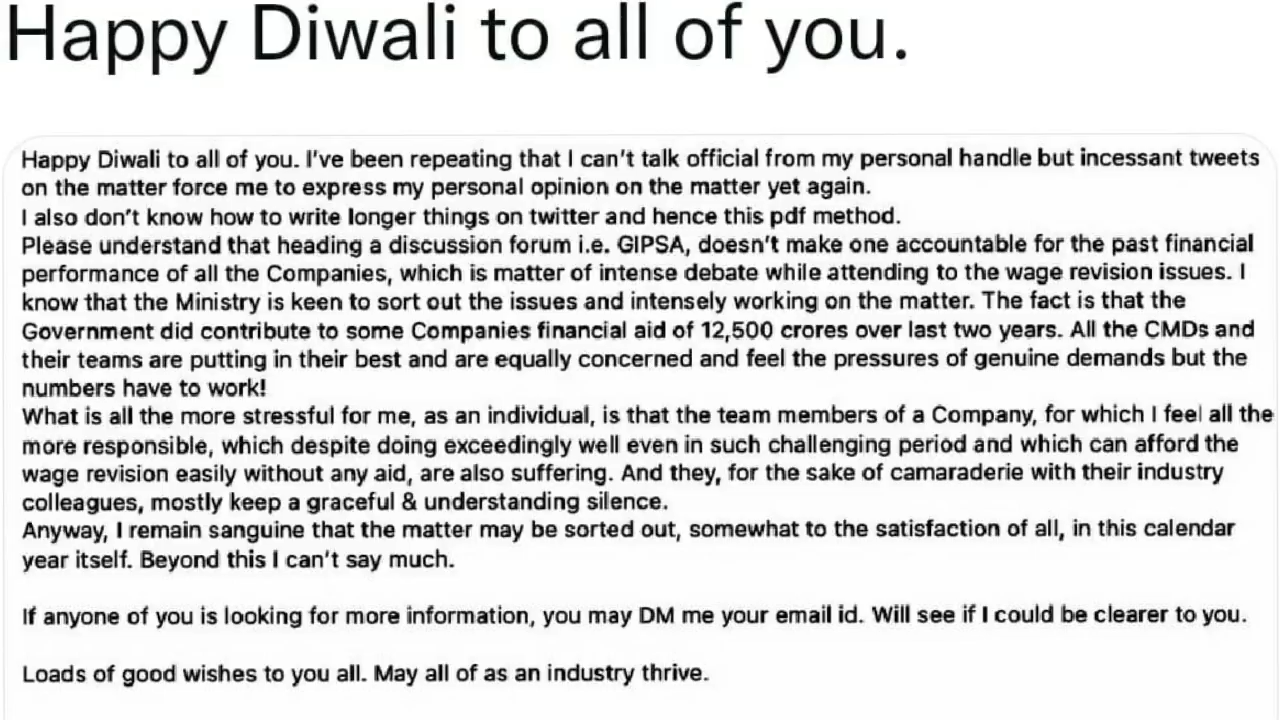 Happy Diwali to all of you.
Happy Diwali to all of you. I've been repeating that I can't talk official from my personal handle but incessant tweets
on the matter force me to express my personal opinion on the matter yet again.
I also don't know how to write longer things on twitter and hence this pdf method.
Please understand that heading a discussion forum i.e. GIPSA, doesn't make one accountable for the past financial
performance of all the Companies, which is matter of intense debate while attending to the wage revision issues. I
know that the Ministry is keen to sort out the issues and intensely working on the matter. The fact is that the
Government did contribute to some Companies financial aid of 12,500 crores over last two years. All the CMDs and
their teams are putting in their best and are equally concerned and feel the pressures of genuine demands but the
numbers have to work!
What is all the more stressful for me, as an individual, is that the team members of a Company, for which I feel all the
more responsible, which despite doing exceedingly well even in such challenging period and which can afford the
wage revision easily without any aid, are also suffering. And they, for the sake of camaraderie with their industry
colleagues, mostly keep a graceful & understanding silence.
Anyway, I remain sanguine that the matter may be sorted out, somewhat to the satisfaction of all, in this calendar
year itself. Beyond this I can't say much.
If anyone of you is looking for more information, you may DM me your email id. Will see if I could be clearer to you.
Loads of good wishes to you all. May all of as an industry thrive.